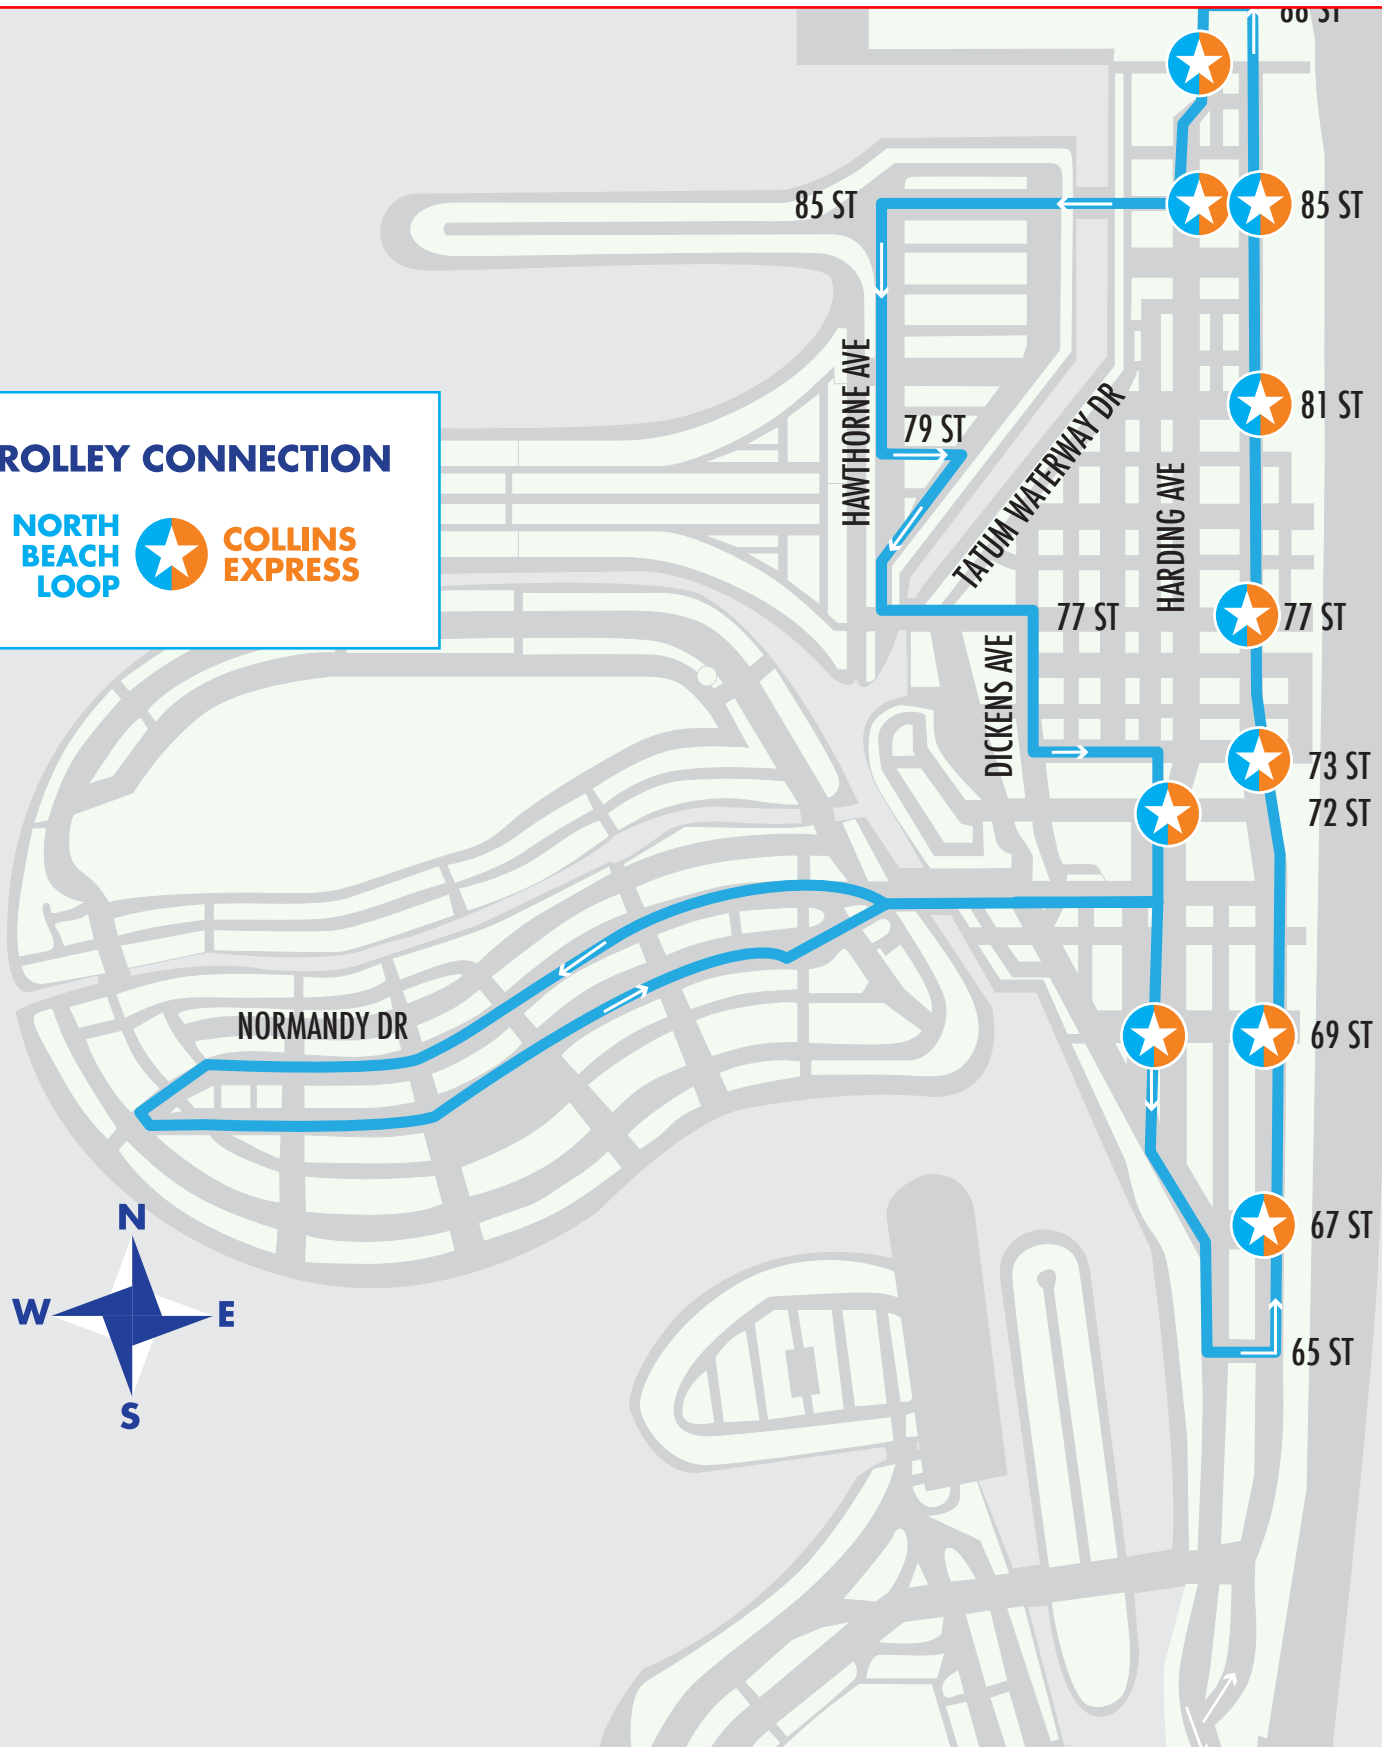 85 ST
85 ST
HAWTHORNE AVE
81 ST
79 ST
TATUM WATERWAY DR
HARDING AVE
ROLLEY CONNECTION
NORTH
BEACH
LOOP
COLLINS
EXPRESS
77 ST
77 ST
DICKENS AVE
73 ST
72 ST
NORMANDY DR
69 ST
67 ST
N
W
E
S
65 ST